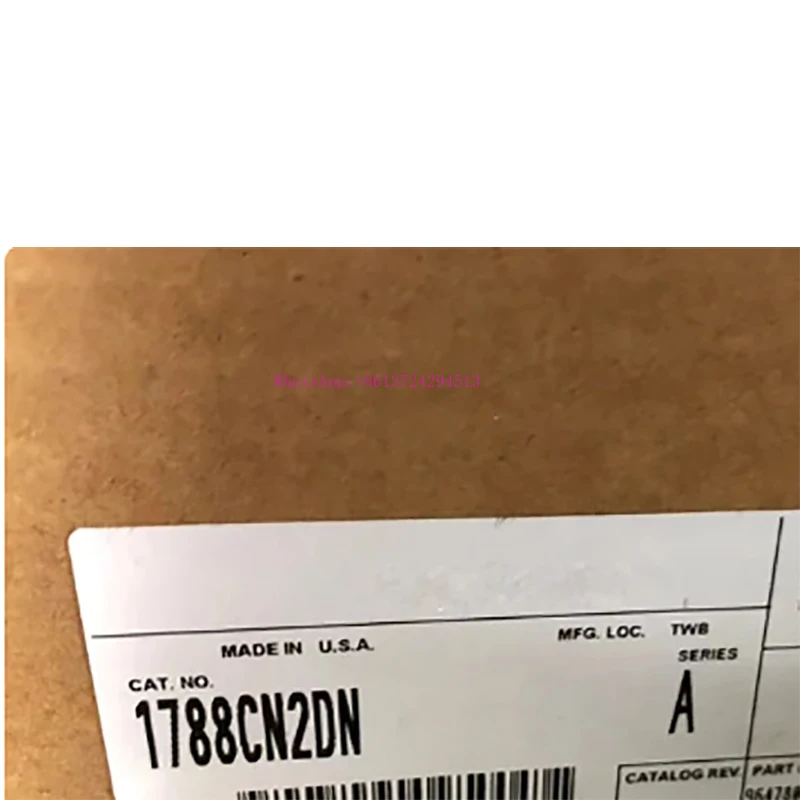 MADE IN U.S.A.
MFG. LOC. TWB
SERIES
CAT. NO.
1788CN2DN
A
CATALOG REV.
PART